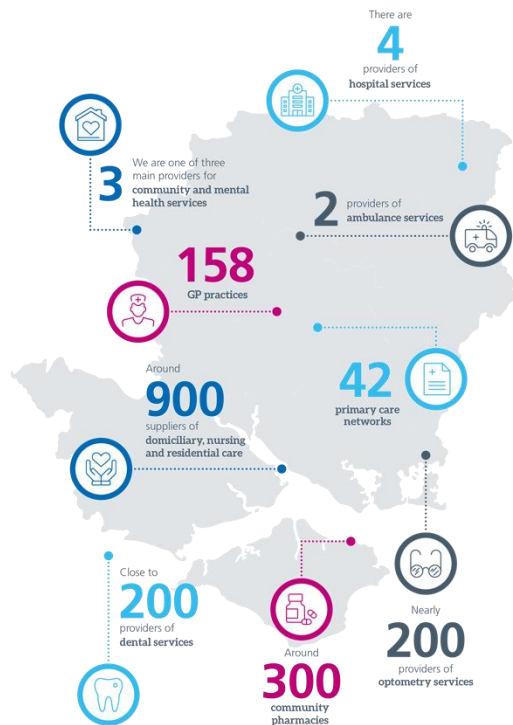 There are
4
providers of
hospital services
3
We are one of three
main providers for
community and mental
health services
2
providers of
ambulance services
158
GP practices
42
primary care
networks
Around
900
suppliers of
domiciliary, nursing
and residential care
Close to
200
providers of
dental services
Around
300
community
pharmacies
Nearly
200
providers of
optometry services